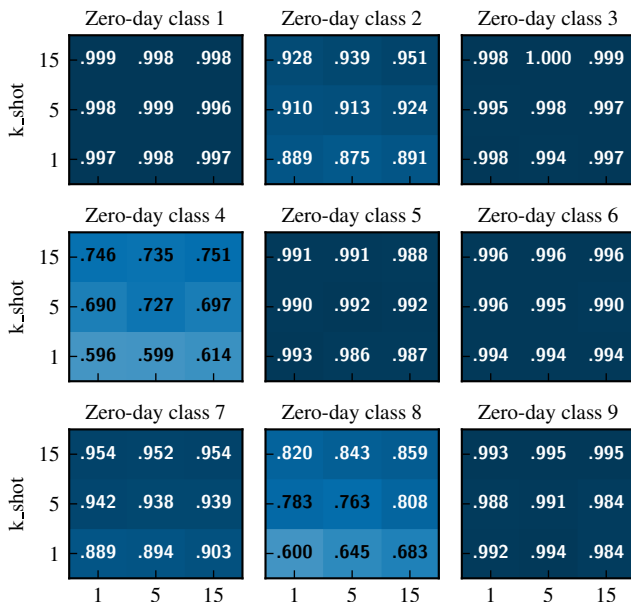 Zero-day class 1 Zero-day class 2 Zero-day class 3
15 .999 .998 .998 .928 .939 .951 .998 1.000 .999
k_shot 5 .998 .999 .996 .910 .913 .924 .995 .998 .997
1 .997 .998 .997 .889 .875 .891 .998 .994 .997
Zero-day class 4 Zero-day class 5 Zero-day class 6
15 .746 .735 .751 .991 .991 .988 .996 .996 .996
k_shot 5 .690 .727 .697 .990 .992 .992 .996 .995 .990
1 .596 .599 .614 .993 .986 .987 .994 .994 .994
Zero-day class 7 Zero-day class 8 Zero-day class 9
15 .954 .952 .954 .820 .843 .859 .993 .995 .995
k_shot 5 .942 .938 .939 .783 .763 .808 .988 .991 .984
1 .889 .894 .903 .600 .645 .683 .992 .994 .984
1 5 15 1 5 15 1 5 15